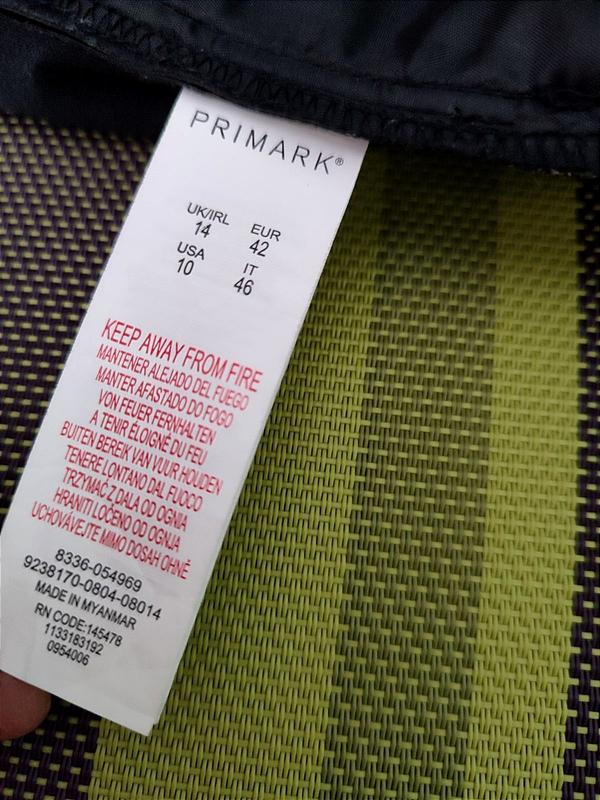 PRIMARK®
UK/IRL EUR
14 42
USA IT
10 46
KEEP AWAY FROM FIRE
MANTENER ALEJADO DEL FUEGO
MANTER AFASTADO DO FOGO
VON FEUER FERNHALTEN
A TENIR ÉLOIGNÉ DU FEU
BUITEN BEREIK VAN VUUR HOUDEN
TENERE LONTANO DAL FUOCO
TRZYMAĆ Z DALA OD OGNIA
HRANITI LOČENO OD OGNJA
UCHOVÁVEJTE MIMO DOSAH OHNĚ
8336-054969
9238170-0804-08014
MADE IN MYANMAR
RN CODE:145478
1133183192
0954006